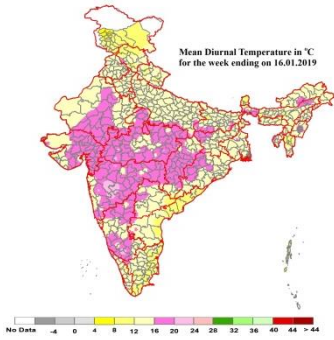 Mean Diurnal Temperature in °C
for the week ending on 16.01.2019
No Data -4 0 4 8 12 16 20 24 28 32 36 40 44 > 44